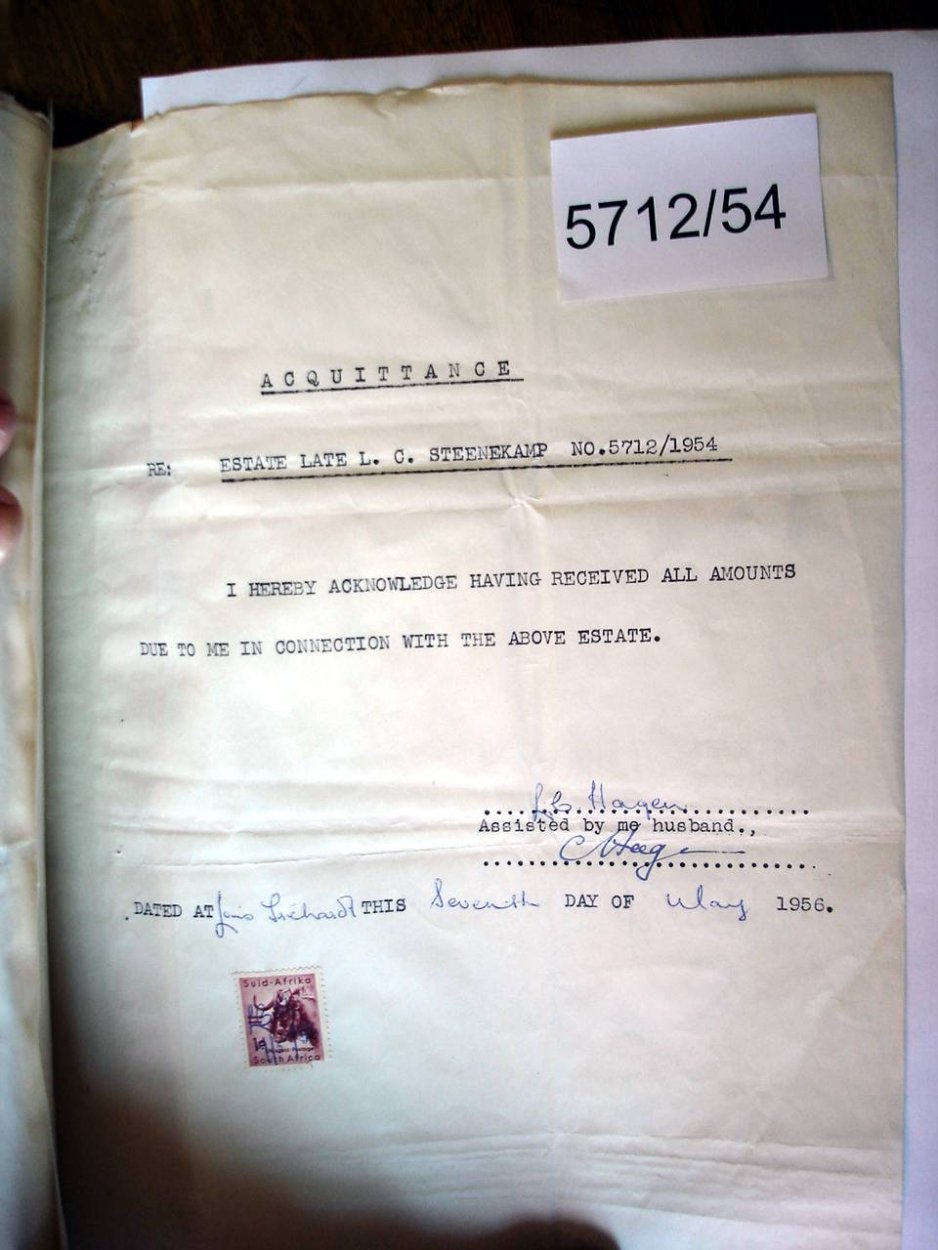 5712/54
ACQUITTANCE
RE: ESTATE LATE L. C. STEENEKAMP NO.5712/1954
I HEREBY ACKNOWLEDGE HAVING RECEIVED ALL AMOUNTS
DUE TO ME IN CONNECTION WITH THE ABOVE ESTATE.
Hagen
Assisted by me husband.,
DATED AT Louis Trichardt THIS Seventh DAY OF May 1956.
Suid-Afrika
South Africa